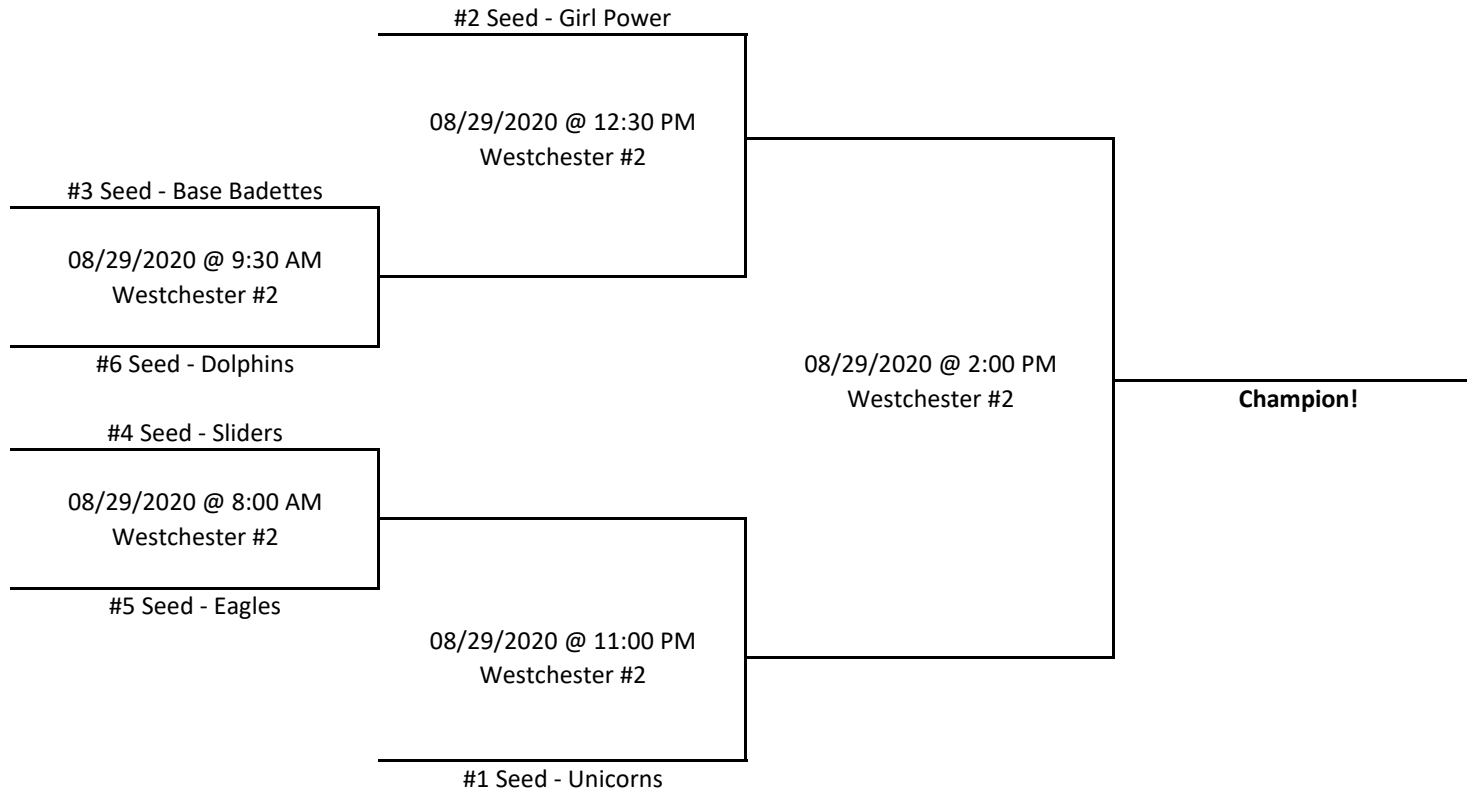 #2 Seed - Girl Power
08/29/2020 @ 12:30 PM
Westchester #2
#3 Seed - Base Badettes
08/29/2020 @ 9:30 AM
Westchester #2
#6 Seed - Dolphins
08/29/2020 @ 2:00 PM
Westchester #2
Champion!
#4 Seed - Sliders
08/29/2020 @ 8:00 AM
Westchester #2
#5 Seed - Eagles
08/29/2020 @ 11:00 PM
Westchester #2
#1 Seed - Unicorns